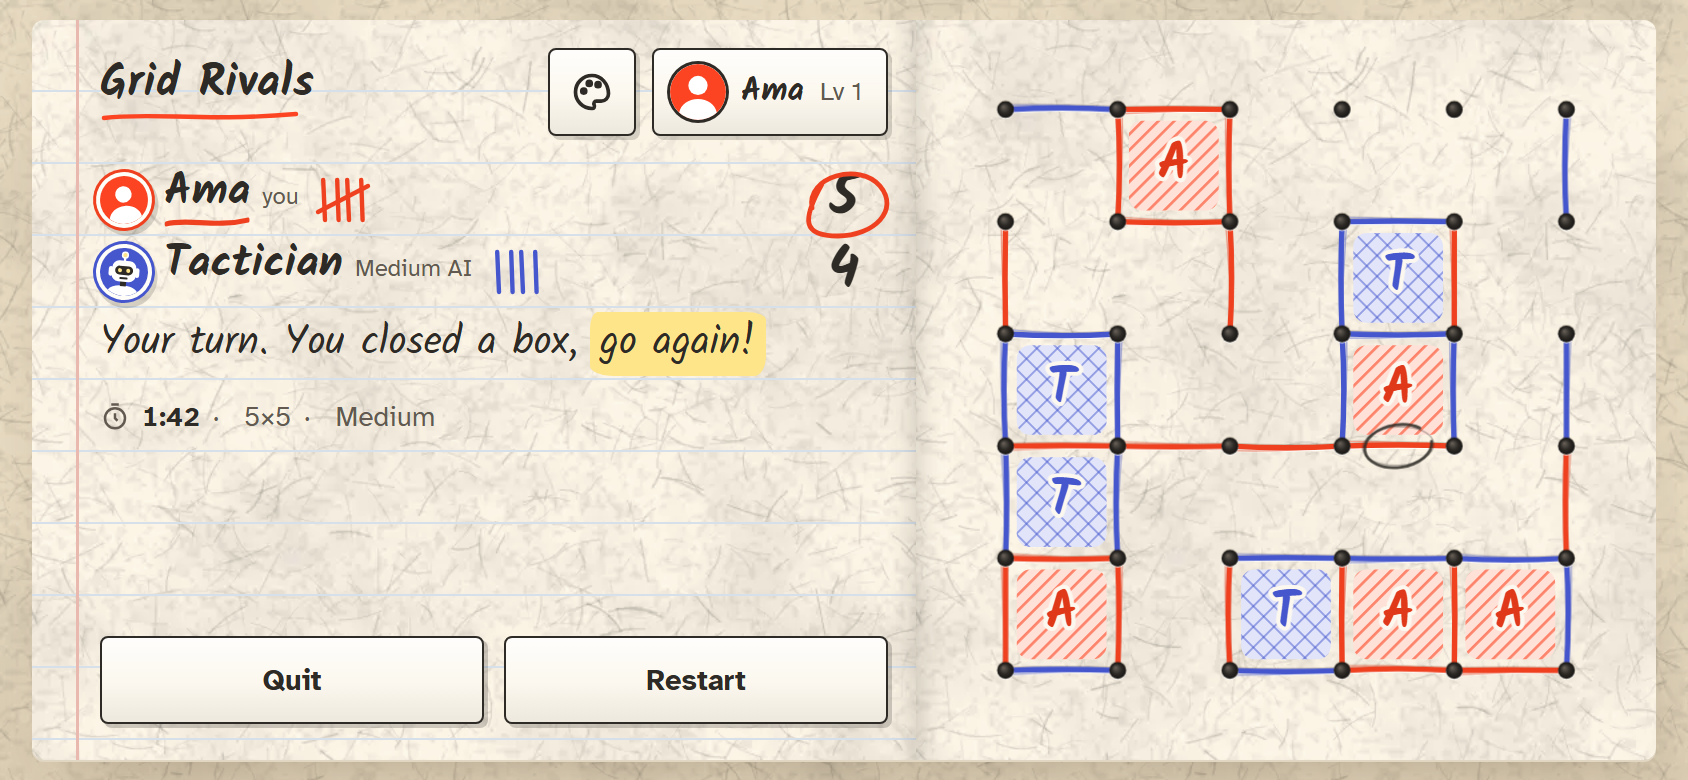 Grid Rivals
Ama Lv 1
Ama you 5
Tactician Medium AI 4
Your turn. You closed a box, go again!
1:42 · 5×5 · Medium
Quit Restart
A
T
T A
T
A T A A